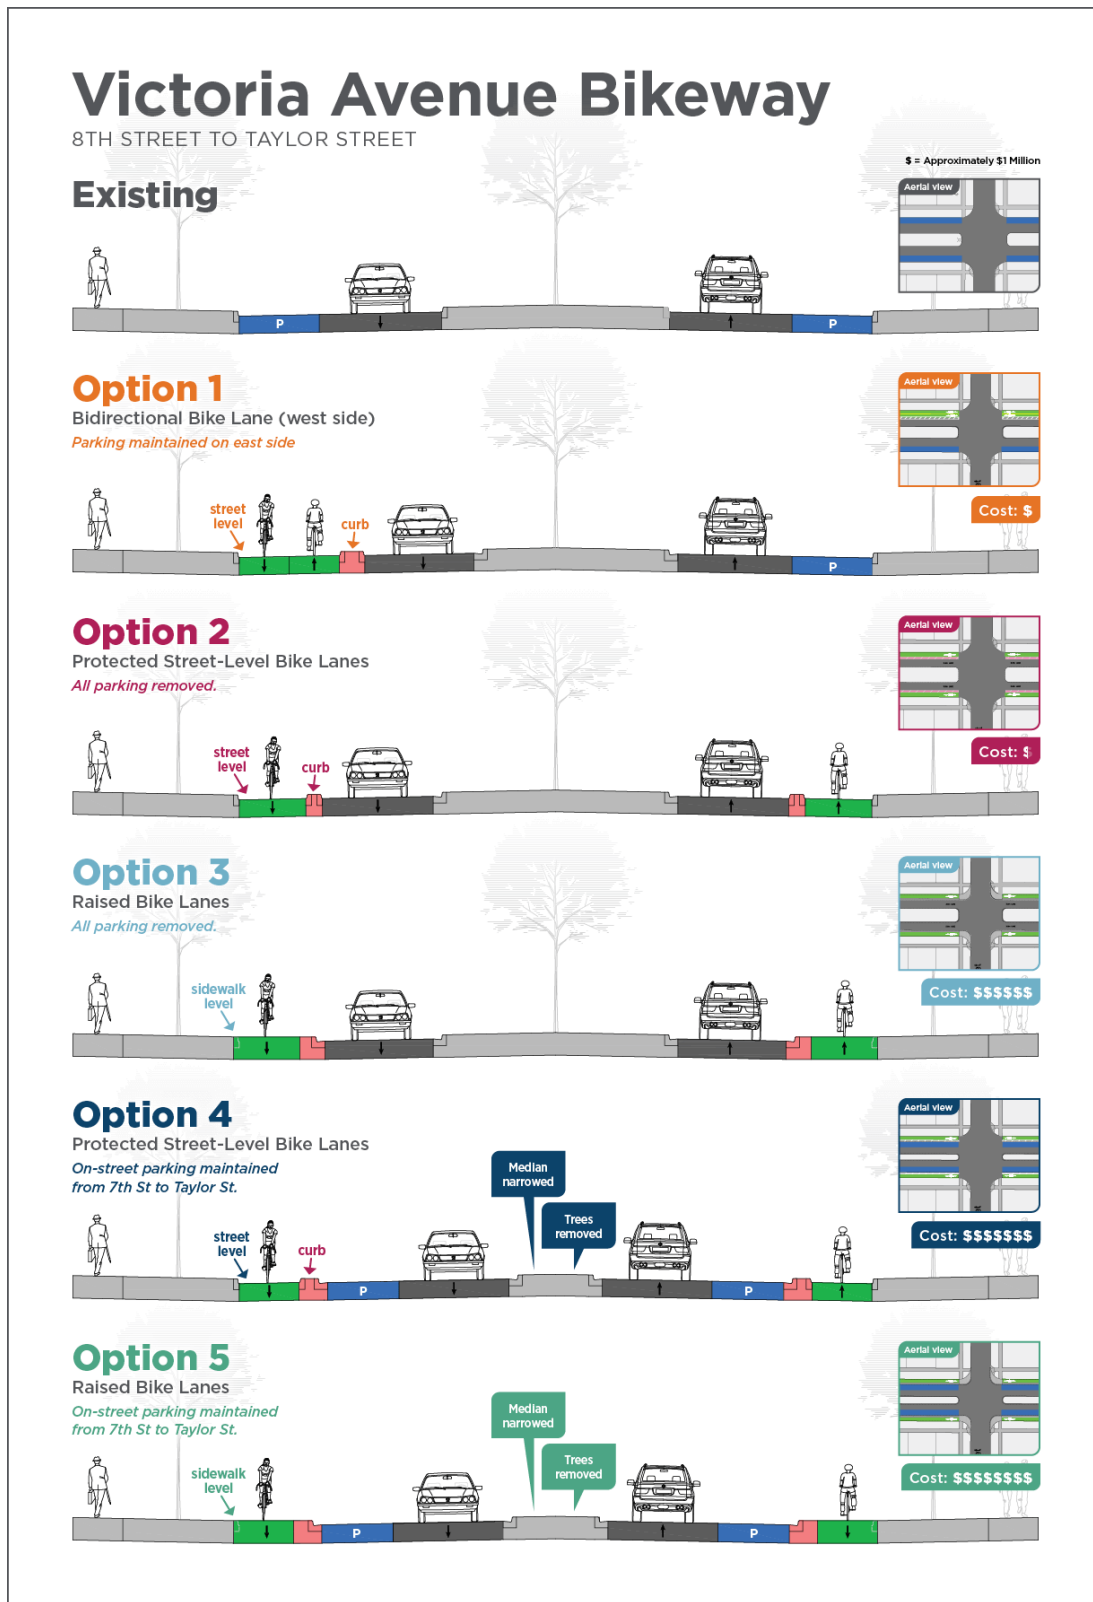 Victoria Avenue Bikeway
8TH STREET TO TAYLOR STREET
$ = Approximately $1 Million
Existing
Aerial view
P
P
Option 1
Bidirectional Bike Lane (west side)
Parking maintained on east side
Aerial view
street
level
curb
Cost: $
P
Option 2
Protected Street-Level Bike Lanes
All parking removed.
Aerial view
street
level
curb
Cost: $
Option 3
Raised Bike Lanes
All parking removed.
Aerial view
sidewalk
level
Cost: $$$$$$
Option 4
Protected Street-Level Bike Lanes
On-street parking maintained
from 7th St to Taylor St.
Aerial view
Median
narrowed
Trees
removed
street
level
curb
Cost: $$$$$$$
P
P
Option 5
Raised Bike Lanes
On-street parking maintained
from 7th St to Taylor St.
Aerial view
Median
narrowed
Trees
removed
sidewalk
level
Cost: $$$$$$$$
P
P